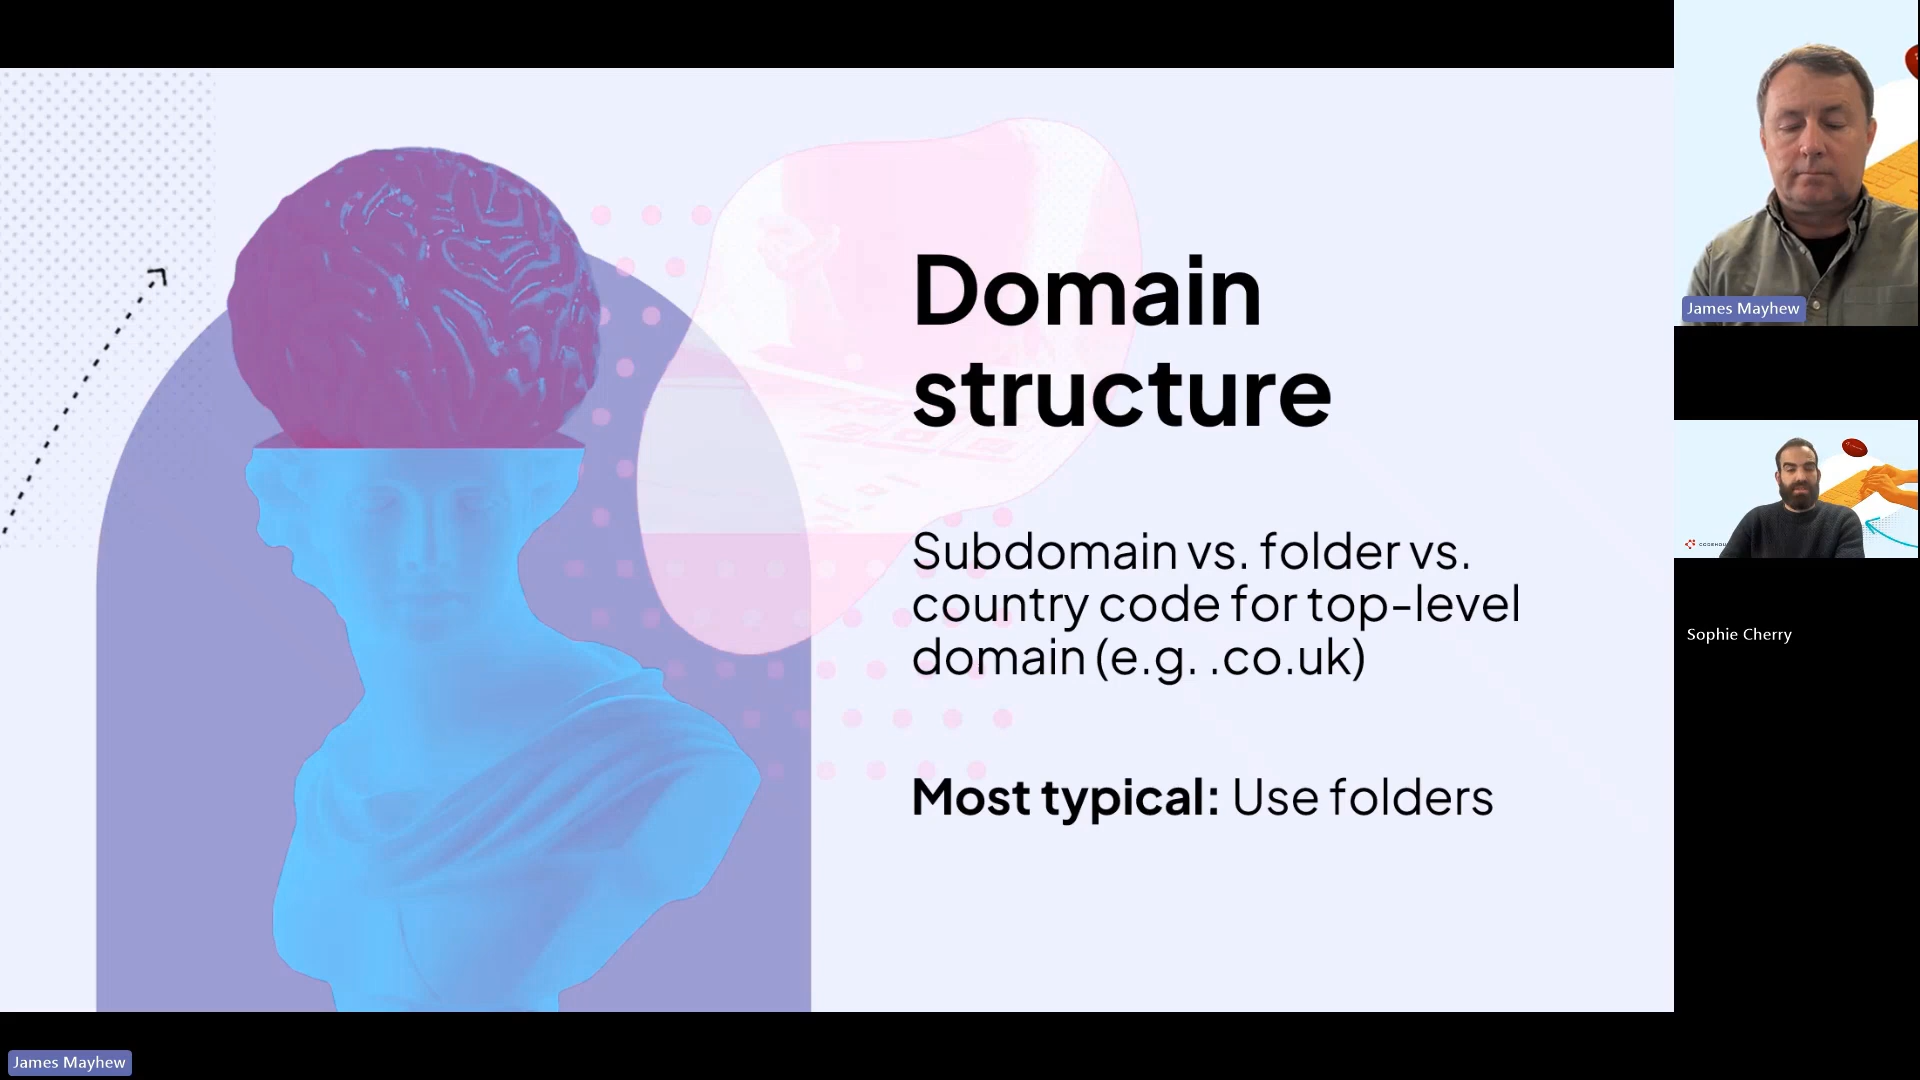 Domain
structure
Subdomain vs. folder vs.
country code for top-level
domain (e.g. .co.uk)
Most typical: Use folders
James Mayhew
Sophie Cherry
James Mayhew